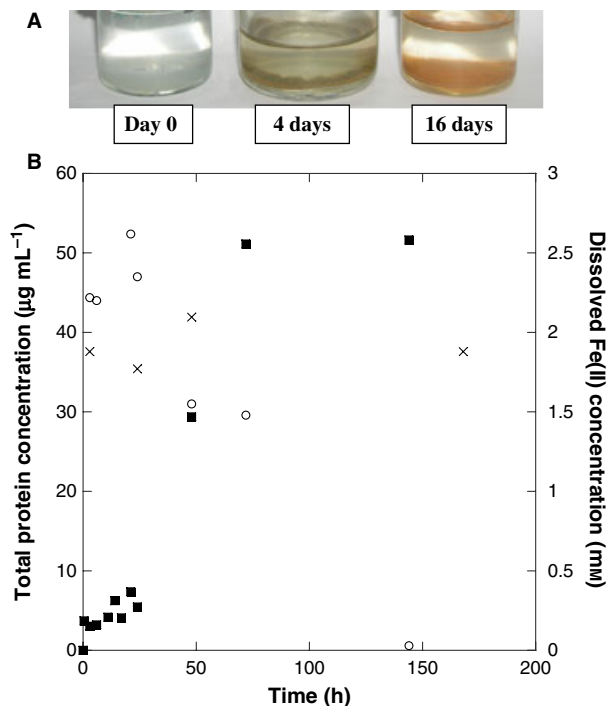 A
Day 0
4 days
16 days
B
Total protein concentration (µg mL⁻¹)
60
50
40
30
20
10
0
3
2.5
2
1.5
1
0.5
0
Dissolved Fe(II) concentration (mM)
0
50
100
150
200
Time (h)